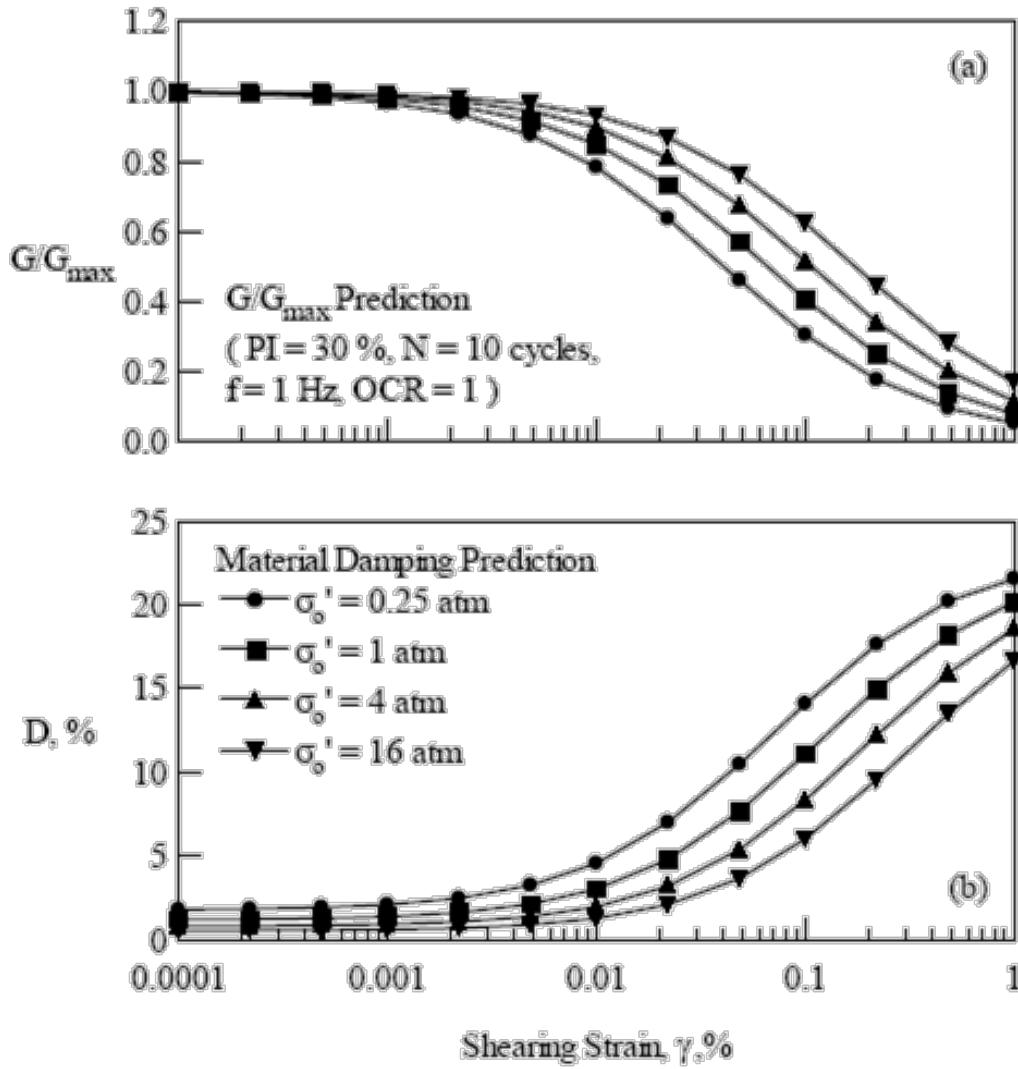 1.2
(a)
1.0
0.8
0.6
G/Gmax
0.4
G/Gmax Prediction
( PI = 30 %, N = 10 cycles,
f = 1 Hz, OCR = 1 )
0.2
0.0
25
Material Damping Prediction
20
σo' = 0.25 atm
σo' = 1 atm
15
σo' = 4 atm
D, %
σo' = 16 atm
10
5
(b)
0
0.0001
0.001
0.01
0.1
1
Shearing Strain, γ, %